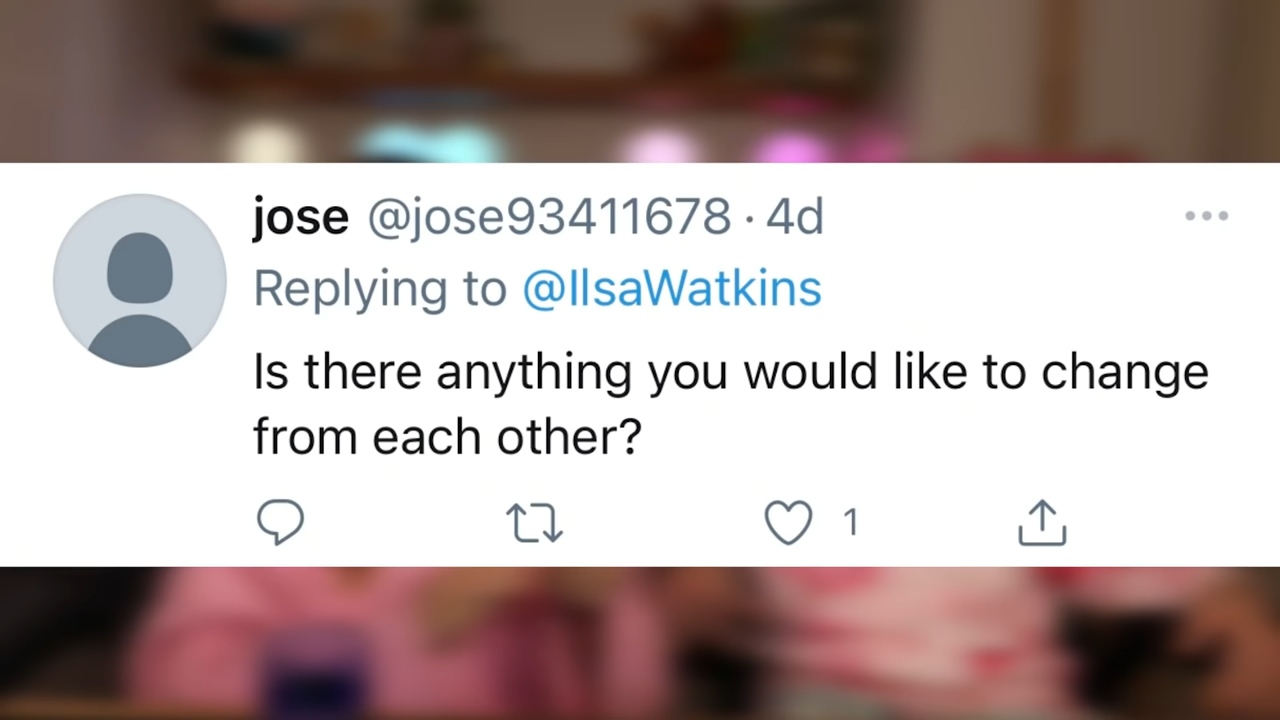 jose @jose93411678 · 4d
Replying to @IlsaWatkins
Is there anything you would like to change
from each other?
1